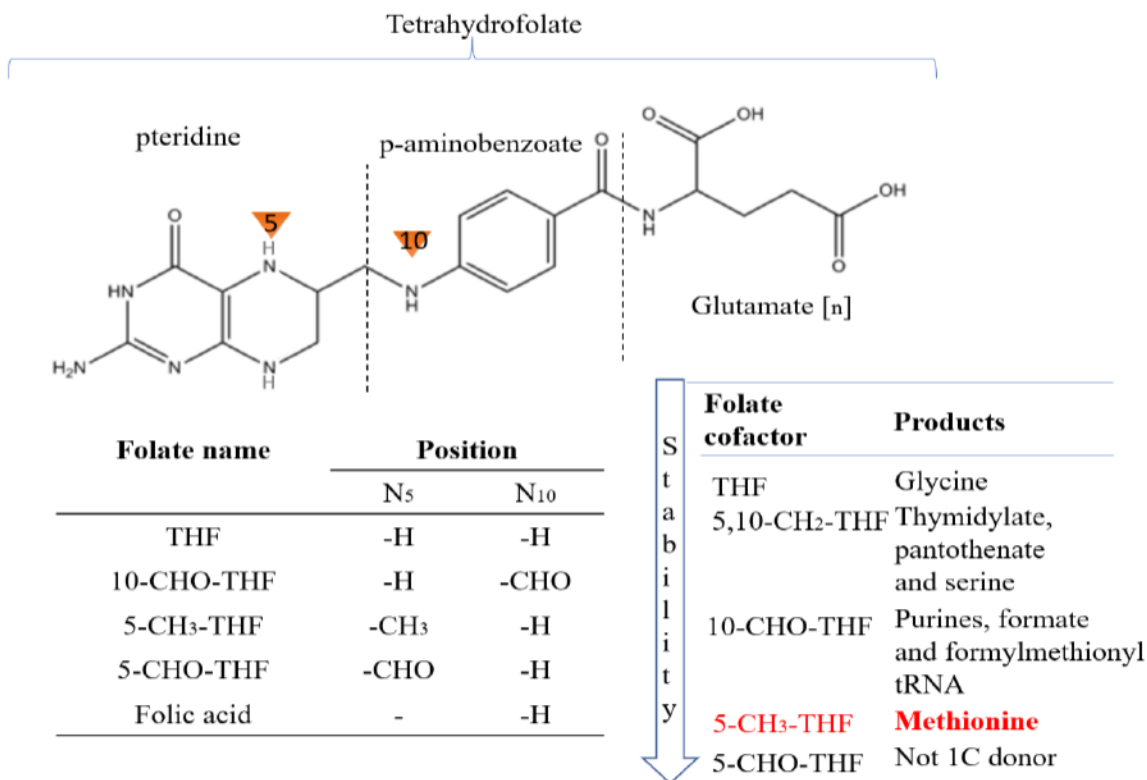 Tetrahydrofolate
pteridine
p-aminobenzoate
Glutamate [n]
O
HN
H₂N
N
5
H
N
N
H
10
N
H
O
N
H
O
OH
OH
O
Folate name
Position
N₅
N₁₀
THF -H -H
10-CHO-THF -H -CHO
5-CH₃-THF -CH₃ -H
5-CHO-THF -CHO -H
Folic acid - -H
Stability
Folate
cofactor
Products
THF Glycine
5,10-CH₂-THF Thymidylate,
pantothenate
and serine
10-CHO-THF Purines, formate
and formylmethionyl
tRNA
5-CH₃-THF Methionine
5-CHO-THF Not 1C donor